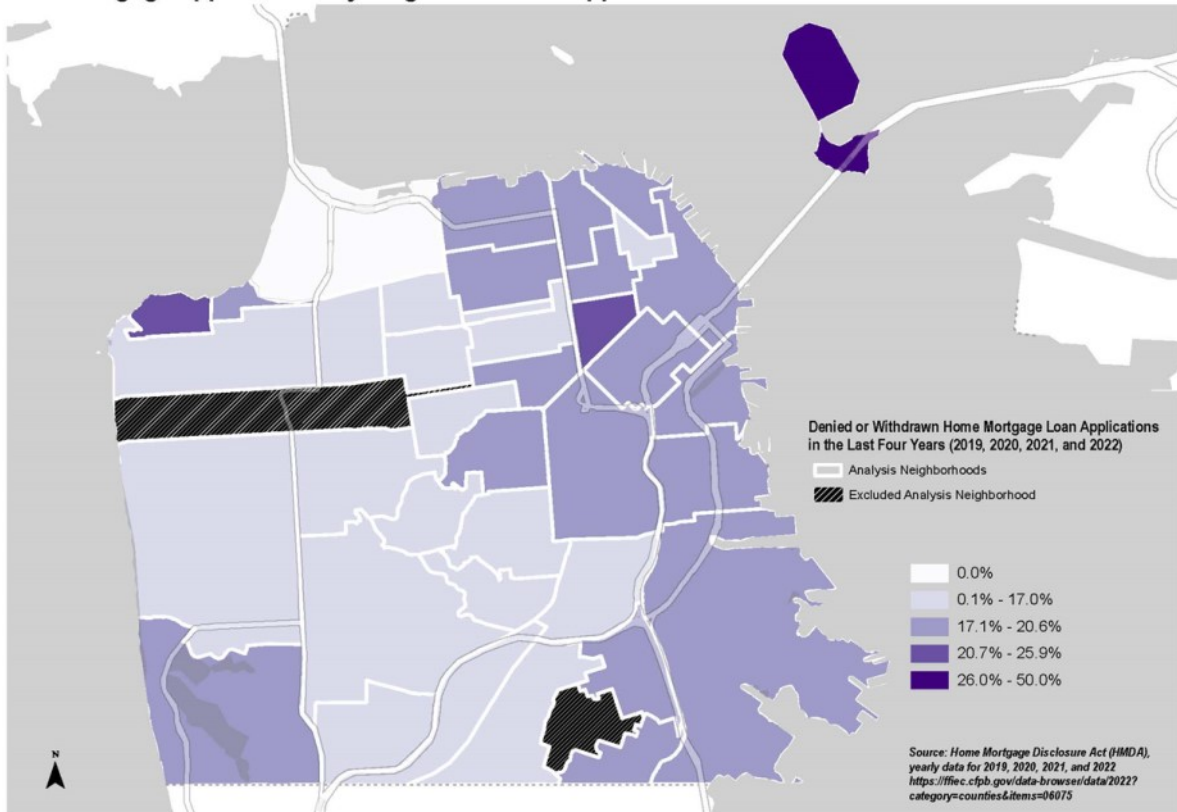 Denied or Withdrawn Home Mortgage Loan Applications
in the Last Four Years (2019, 2020, 2021, and 2022)
Analysis Neighborhoods
Excluded Analysis Neighborhood
0.0%
0.1% - 17.0%
17.1% - 20.6%
20.7% - 25.9%
26.0% - 50.0%
N
Source: Home Mortgage Disclosure Act (HMDA),
yearly data for 2019, 2020, 2021, and 2022
https://ffiec.cfpb.gov/data-browser/data/2022?
category=counties&items=06075